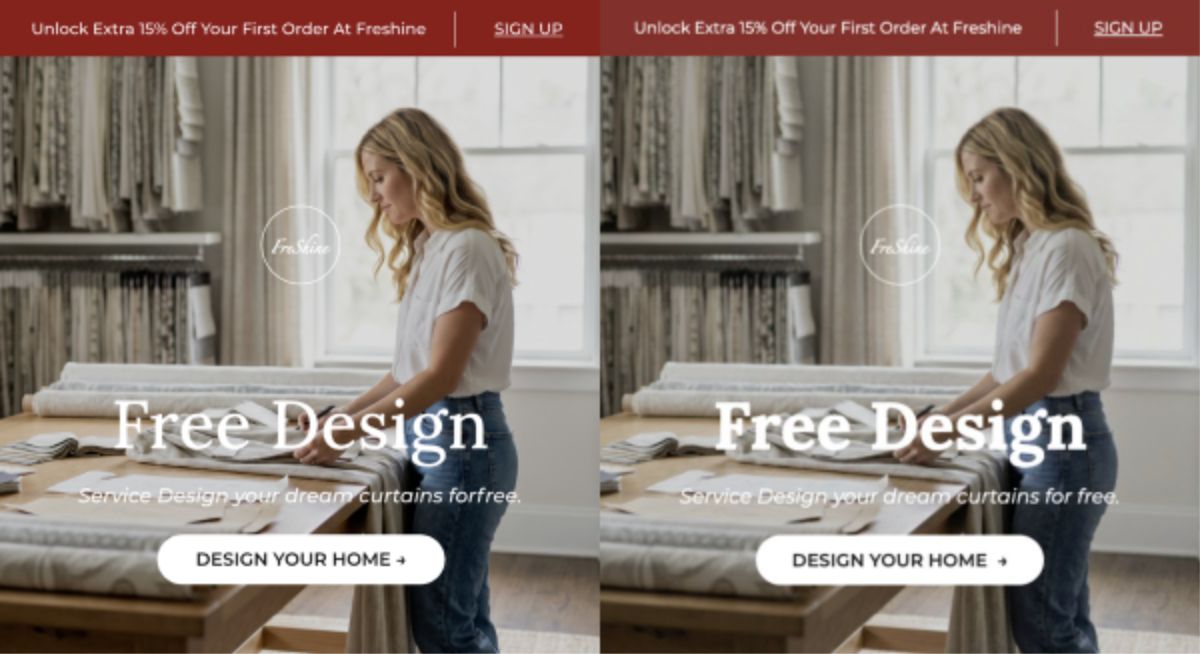 Unlock Extra 15% Off Your First Order At Freshine SIGN UP
FreShine
Free Design
Service Design your dream curtains forfree.
DESIGN YOUR HOME →
Unlock Extra 15% Off Your First Order At Freshine SIGN UP
FreShine
Free Design
Service Design your dream curtains for free.
DESIGN YOUR HOME →